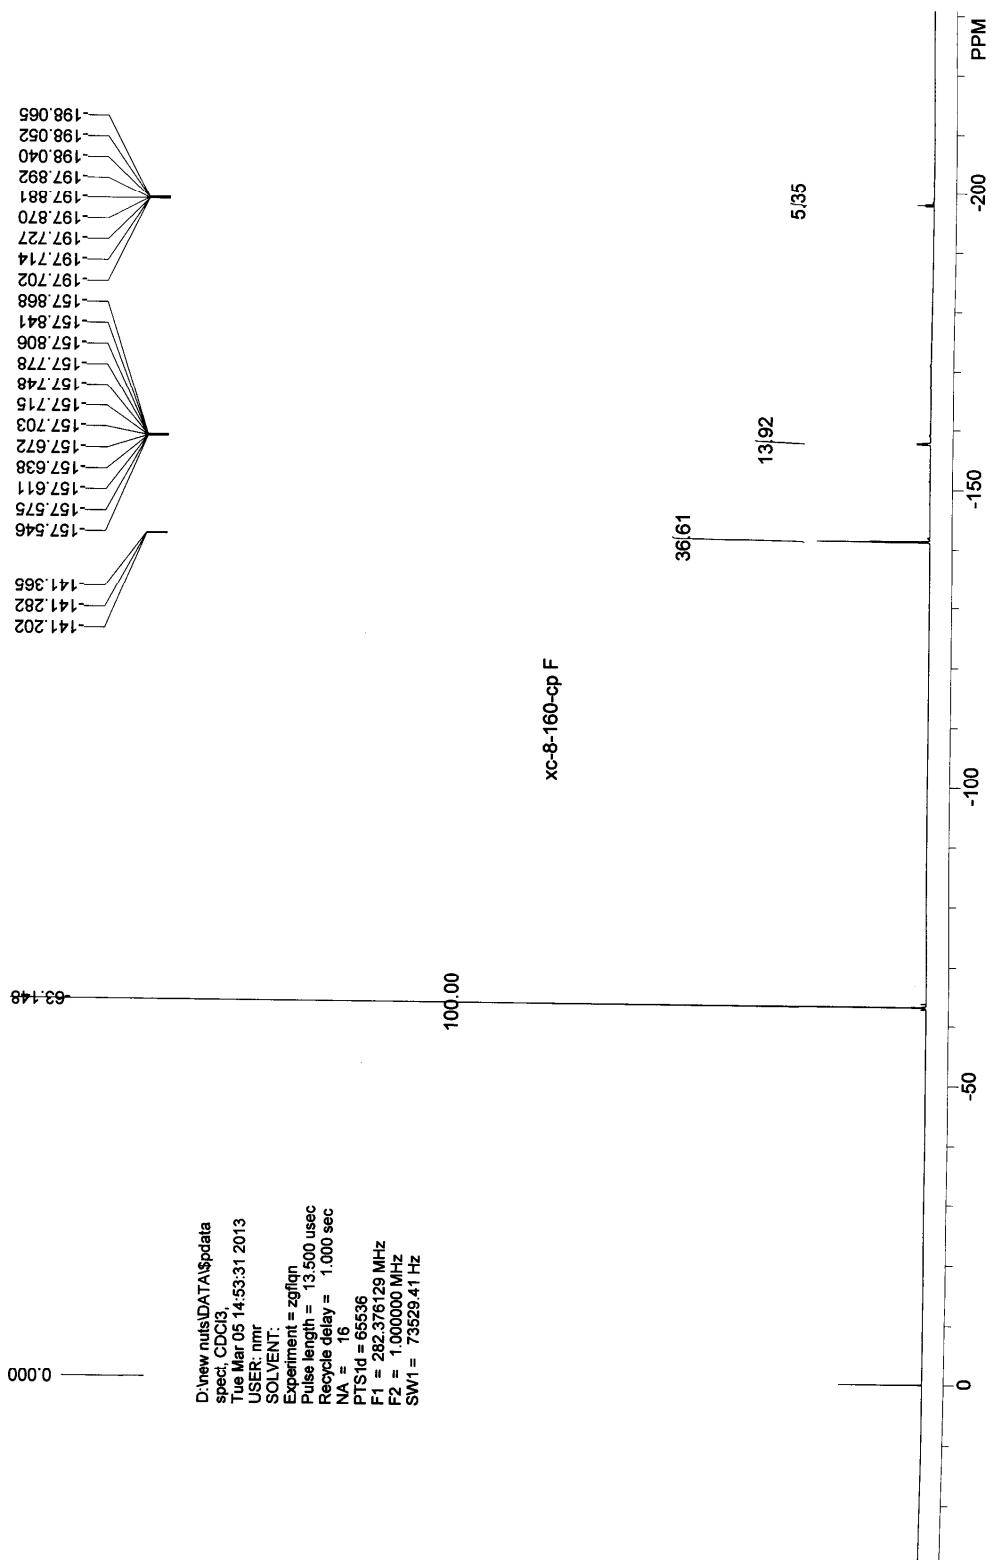 0.000
-63.148
-141.202
-141.282
-141.365
-157.546
-157.575
-157.611
-157.638
-157.672
-157.703
-157.715
-157.748
-157.778
-157.806
-157.841
-157.868
-197.702
-197.714
-197.727
-197.870
-197.881
-197.892
-198.040
-198.052
-198.065
D:\new nuts\DATA\$pdata
spect, CDCl3,
Tue Mar 05 14:53:31 2013
USER: nmr
SOLVENT:
Experiment = zgflqn
Pulse length = 13.500 usec
Recycle delay = 1.000 sec
NA = 16
PTS1d = 65536
F1 = 282.376129 MHz
F2 = 1.000000 MHz
SW1 = 73529.41 Hz
xc-8-160-cp F
100.00
36.61
13.92
5.35
0
-50
-100
-150
-200
PPM